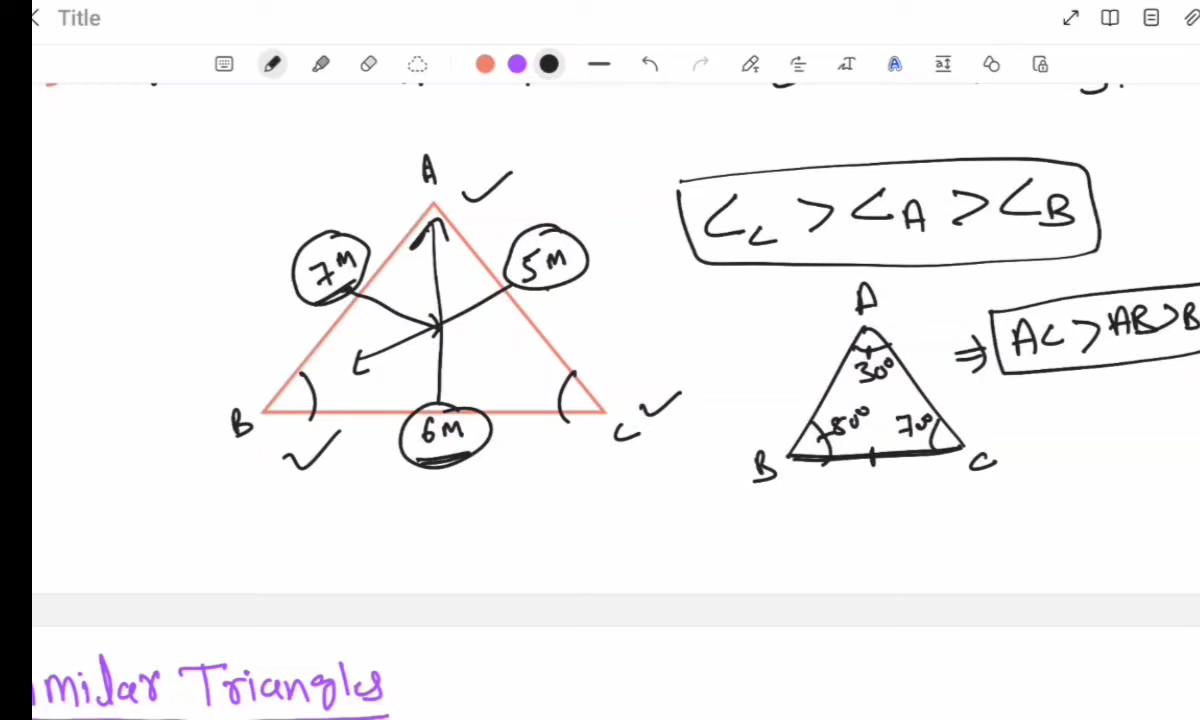 Title
A
7M
5M
B
6M
C
<C > <A > <B
A
30°
80° 70°
B
C
⇒ AC > AB > B
milar Triangles